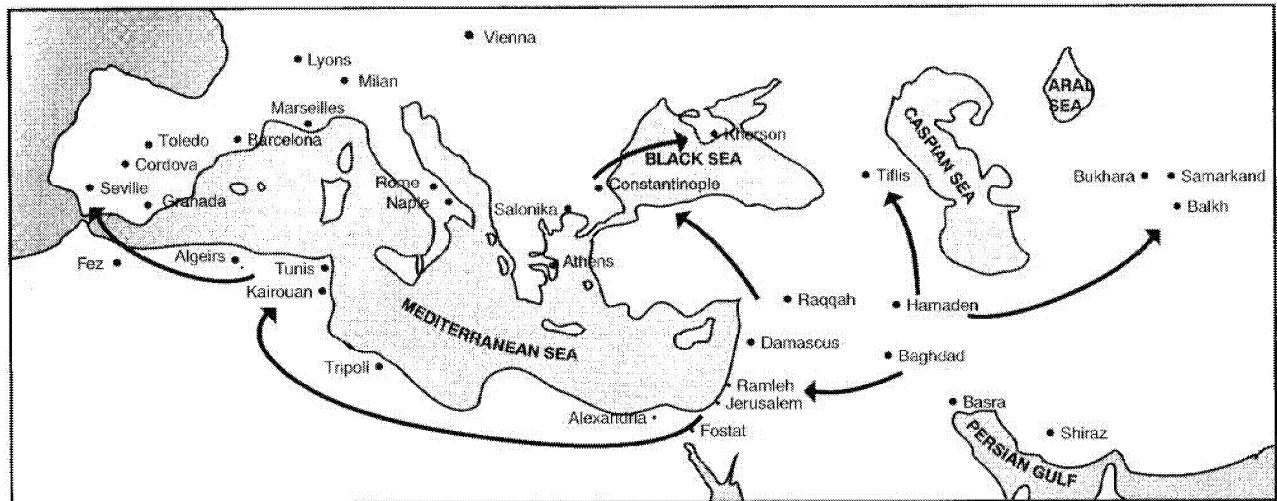 Vienna
Lyons
Milan
ARAL
SEA
Marseilles
CASPIAN SEA
Toledo
Barcelona
Kherson
Cordova
BLACK SEA
Seville
Rome
Constantinople
Tiflis
Bukhara
Samarkand
Granada
Naple
Salonika
Balkh
Fez
Algeirs
Tunis
Athens
Kairouan
Raqqah
Hamaden
MEDITERRANEAN SEA
Damascus
Baghdad
Tripoli
Ramleh
Jerusalem
Basra
Alexandria
Fostat
Shiraz
PERSIAN GULF